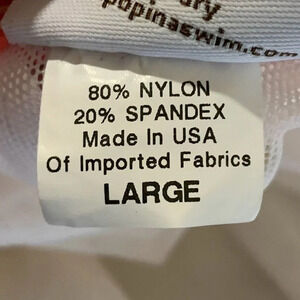 popinaswim.com
80% NYLON
20% SPANDEX
Made In USA
Of Imported Fabrics
LARGE